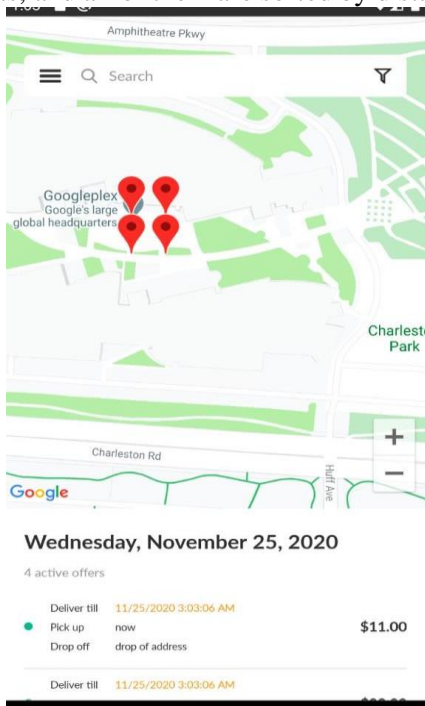 Amphitheatre Pkwy
Search
Googleplex
Google's large
global headquarters
Charlest
Park
Charleston Rd
Huff Ave
Google
Wednesday, November 25, 2020
4 active offers
Deliver till 11/25/2020 3:03:06 AM
Pick up now $11.00
Drop off drop of address
Deliver till 11/25/2020 3:03:06 AM